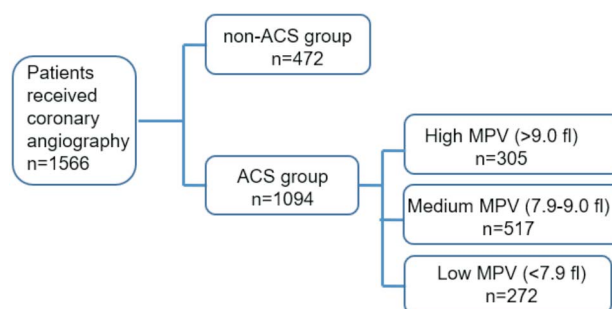 Patients
received
coronary
angiography
n=1566
non-ACS group
n=472
ACS group
n=1094
High MPV (>9.0 fl)
n=305
Medium MPV (7.9-9.0 fl)
n=517
Low MPV (<7.9 fl)
n=272